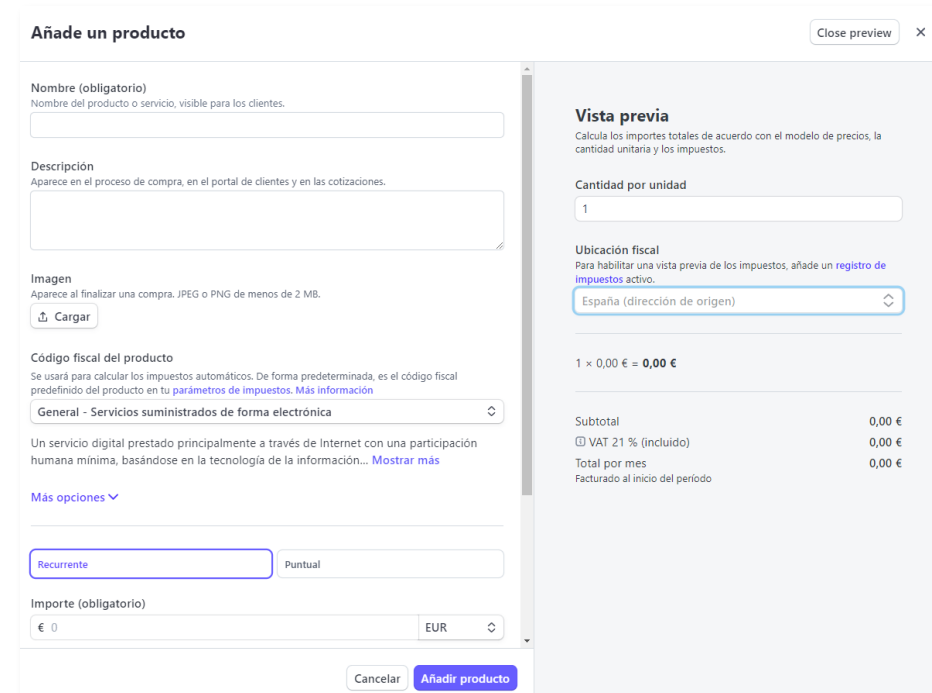 Añade un producto
Close preview
Nombre (obligatorio)
Nombre del producto o servicio, visible para los clientes.
Descripción
Aparece en el proceso de compra, en el portal de clientes y en las cotizaciones.
Imagen
Aparece al finalizar una compra. JPEG o PNG de menos de 2 MB.
Cargar
Código fiscal del producto
Se usará para calcular los impuestos automáticos. De forma predeterminada, es el código fiscal
predefinido del producto en tu parámetros de impuestos. Más información
General - Servicios suministrados de forma electrónica
Un servicio digital prestado principalmente a través de Internet con una participación
humana mínima, basándose en la tecnología de la información... Mostrar más
Más opciones
Recurrente
Puntual
Importe (obligatorio)
€ 0
EUR
Cancelar
Añadir producto
Vista previa
Calcula los importes totales de acuerdo con el modelo de precios, la
cantidad unitaria y los impuestos.
Cantidad por unidad
1
Ubicación fiscal
Para habilitar una vista previa de los impuestos, añade un registro de
impuestos activo.
España (dirección de origen)
1 × 0,00 € = 0,00 €
Subtotal 0,00 €
VAT 21 % (incluido) 0,00 €
Total por mes 0,00 €
Facturado al inicio del período